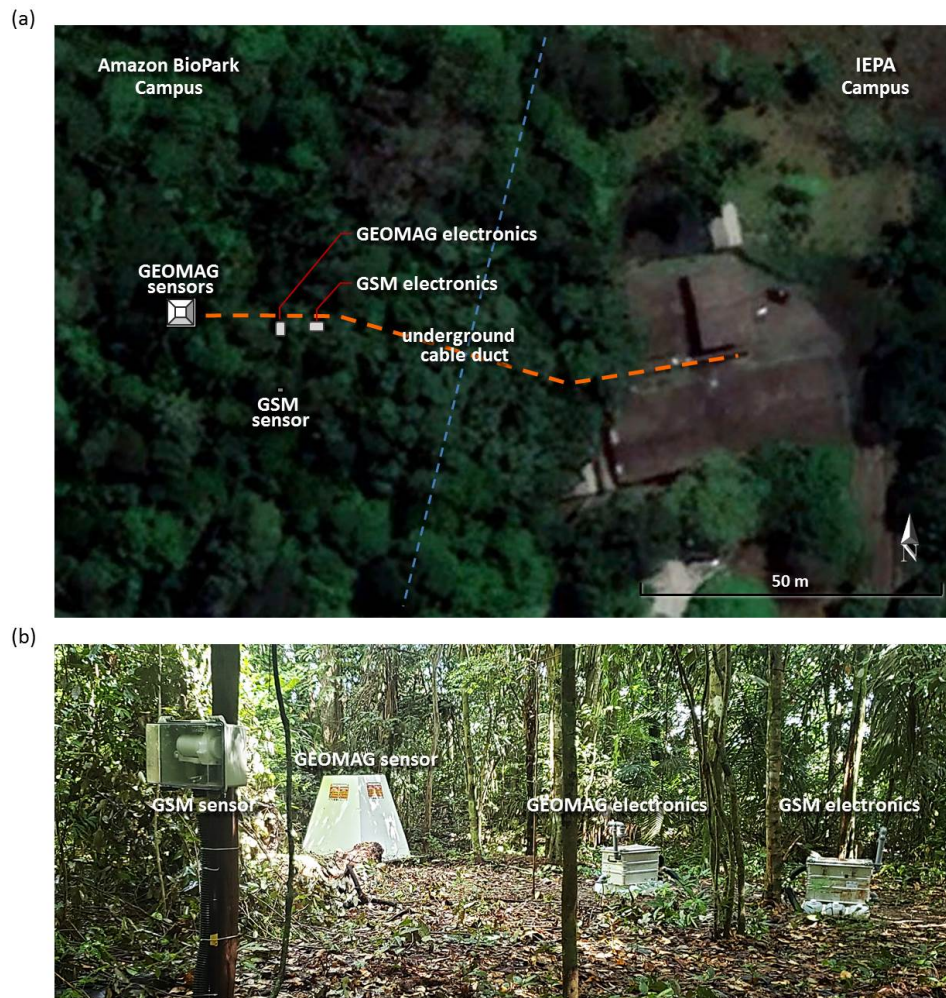 (a)
Amazon BioPark
Campus
IEPA
Campus
GEOMAG electronics
GEOMAG
sensors
GSM electronics
underground
cable duct
GSM
sensor
N
50 m
(b)
GEOMAG sensor
GSM sensor
GEOMAG electronics
GSM electronics